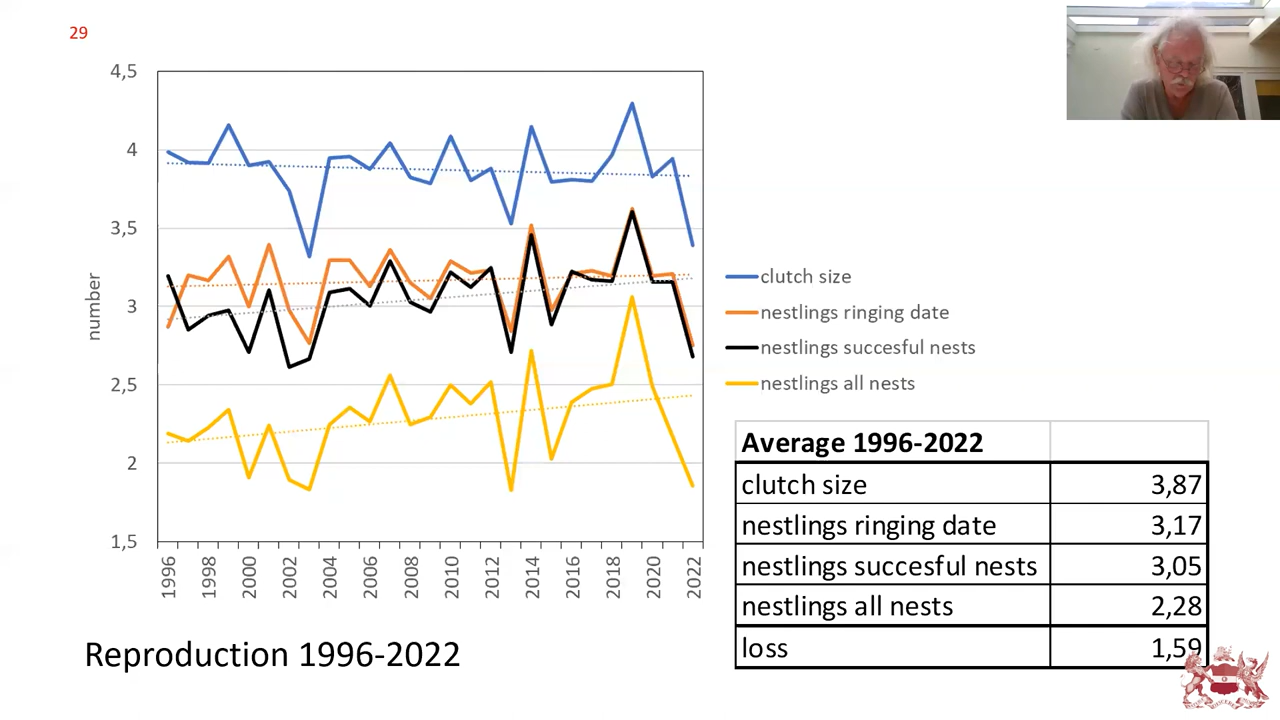 29
4,5
4
3,5
3
2,5
2
1,5
number
1996
1998
2000
2002
2004
2006
2008
2010
2012
2014
2016
2018
2020
2022
clutch size
nestlings ringing date
nestlings succesful nests
nestlings all nests
Average 1996-2022
clutch size 3,87
nestlings ringing date 3,17
nestlings succesful nests 3,05
nestlings all nests 2,28
loss 1,59
Reproduction 1996-2022